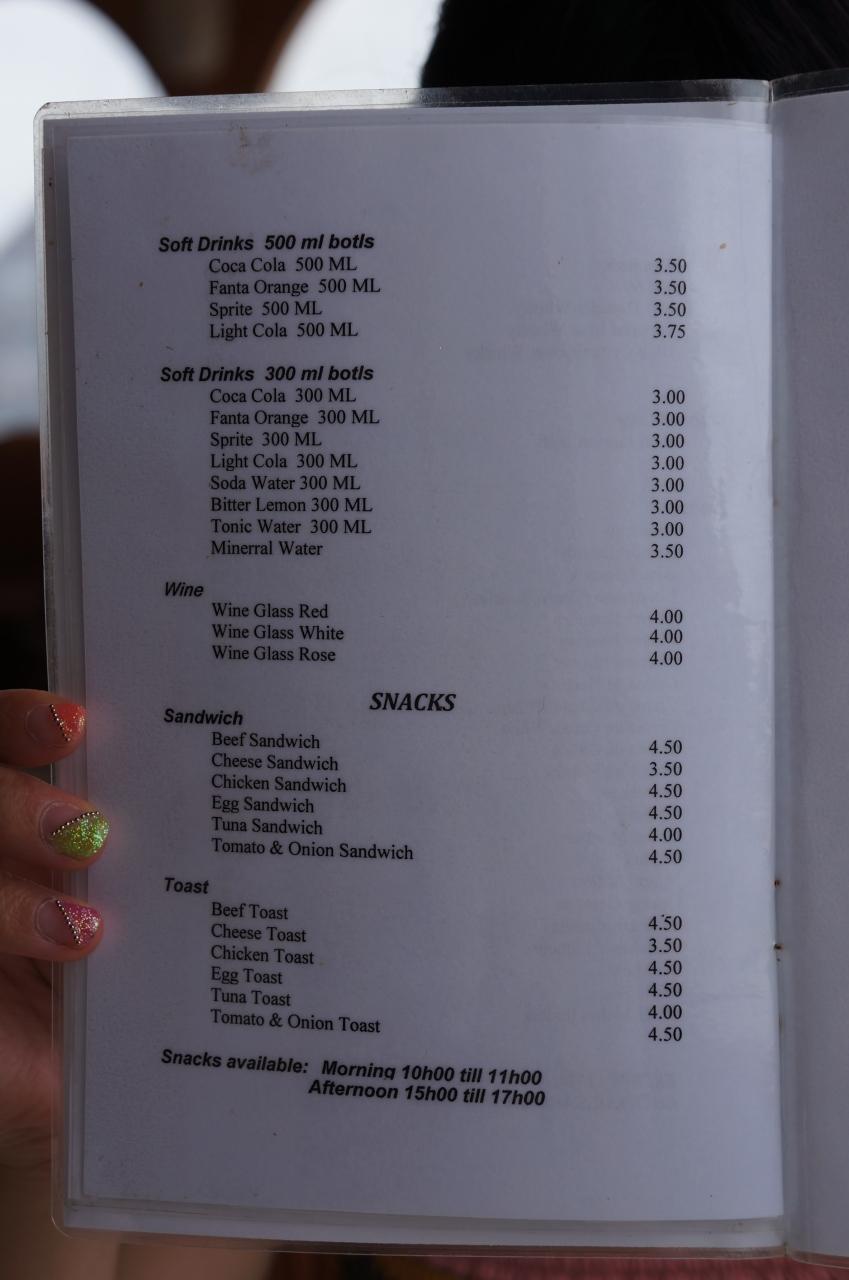 Soft Drinks 500 ml botls
Coca Cola 500 ML 3.50
Fanta Orange 500 ML 3.50
Sprite 500 ML 3.50
Light Cola 500 ML 3.75
Soft Drinks 300 ml botls
Coca Cola 300 ML 3.00
Fanta Orange 300 ML 3.00
Sprite 300 ML 3.00
Light Cola 300 ML 3.00
Soda Water 300 ML 3.00
Bitter Lemon 300 ML 3.00
Tonic Water 300 ML 3.00
Minerral Water 3.50
Wine
Wine Glass Red 4.00
Wine Glass White 4.00
Wine Glass Rose 4.00
SNACKS
Sandwich
Beef Sandwich 4.50
Cheese Sandwich 3.50
Chicken Sandwich 4.50
Egg Sandwich 4.50
Tuna Sandwich 4.00
Tomato & Onion Sandwich 4.50
Toast
Beef Toast 4.50
Cheese Toast 3.50
Chicken Toast 4.50
Egg Toast 4.50
Tuna Toast 4.00
Tomato & Onion Toast 4.50
Snacks available: Morning 10h00 till 11h00
Afternoon 15h00 till 17h00